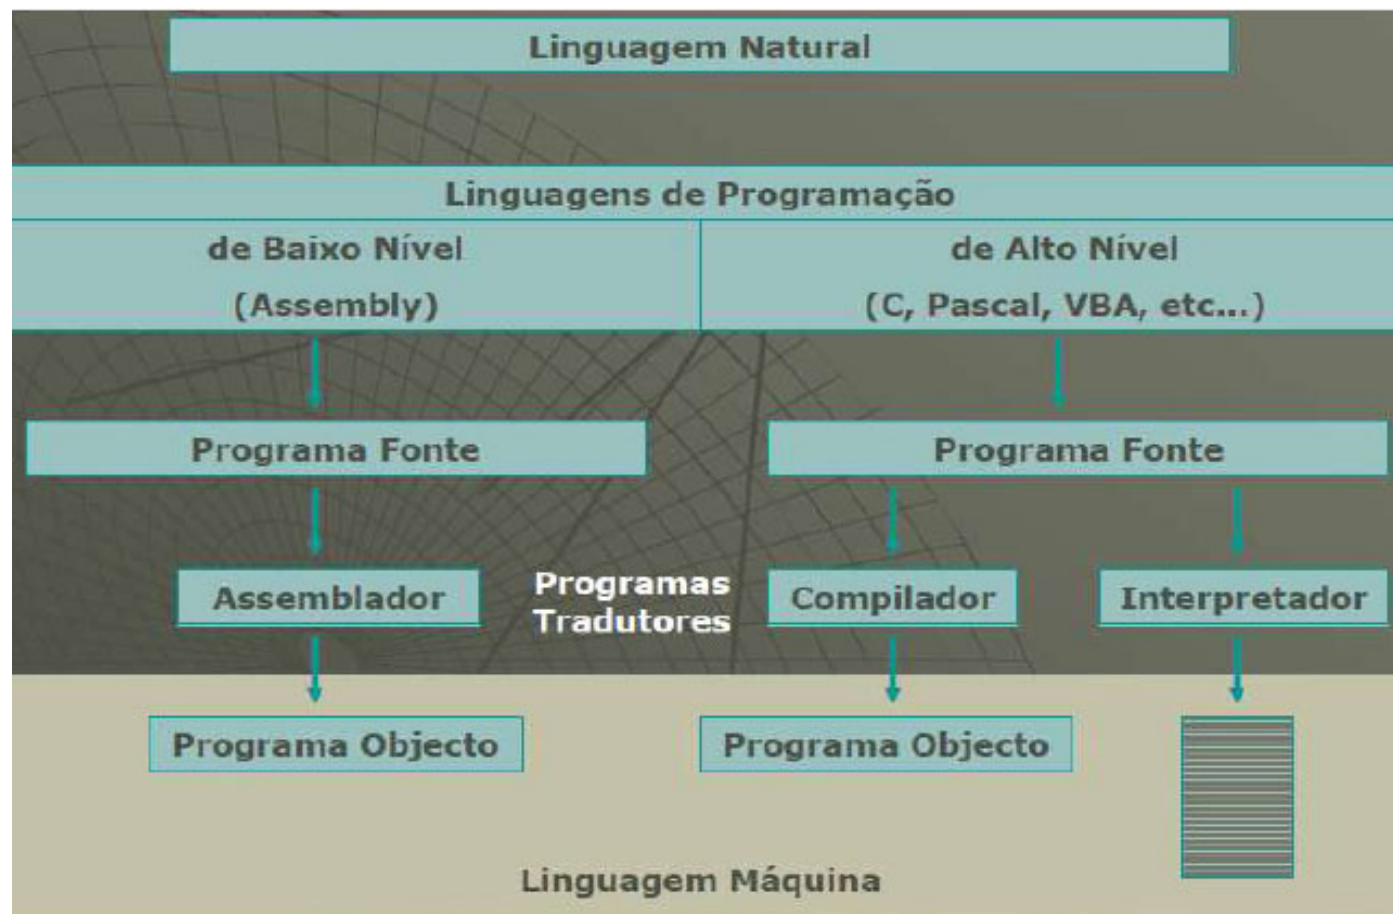 Linguagem Natural
Linguagens de Programação
de Baixo Nível
(Assembly)
de Alto Nível
(C, Pascal, VBA, etc...)
Programa Fonte
Programa Fonte
Assemblador
Programas
Tradutores
Compilador
Interpretador
Programa Objecto
Programa Objecto
Linguagem Máquina